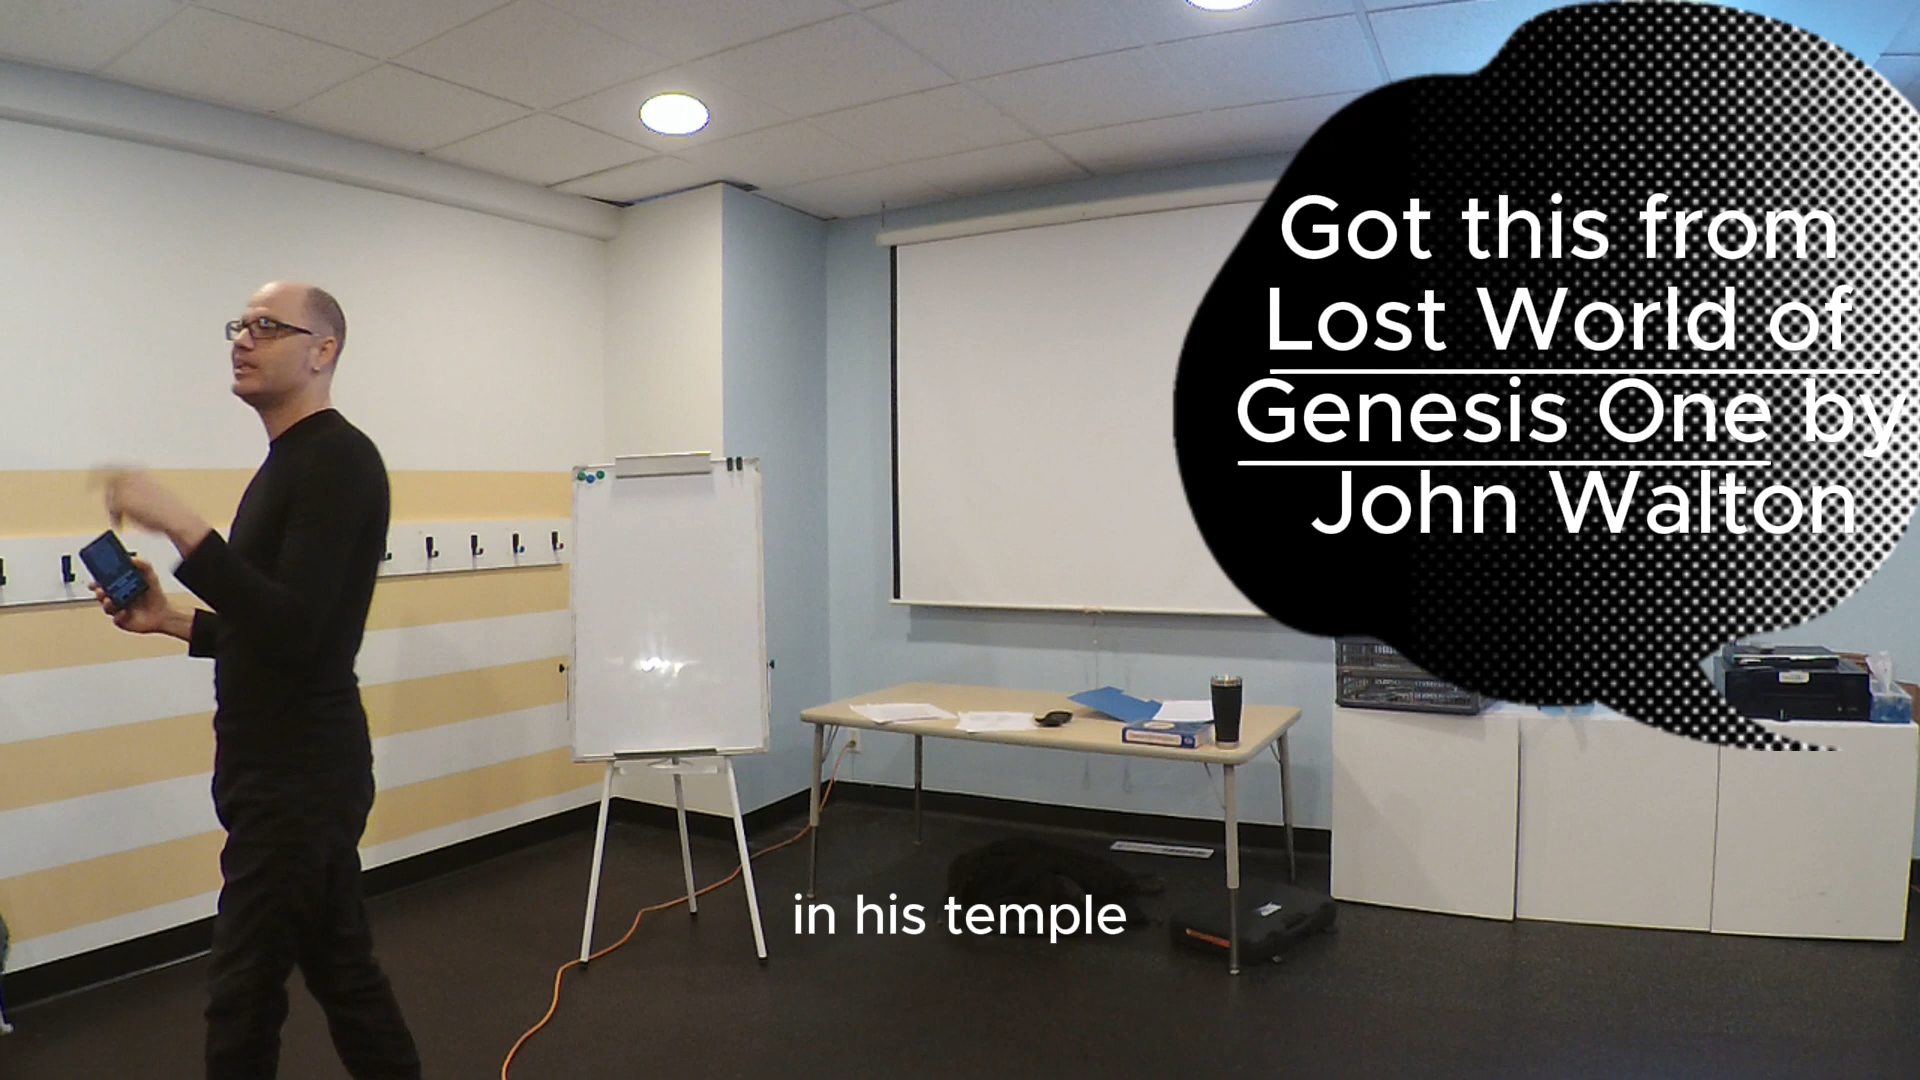 Got this from
Lost World of
Genesis One by
John Walton
in his temple